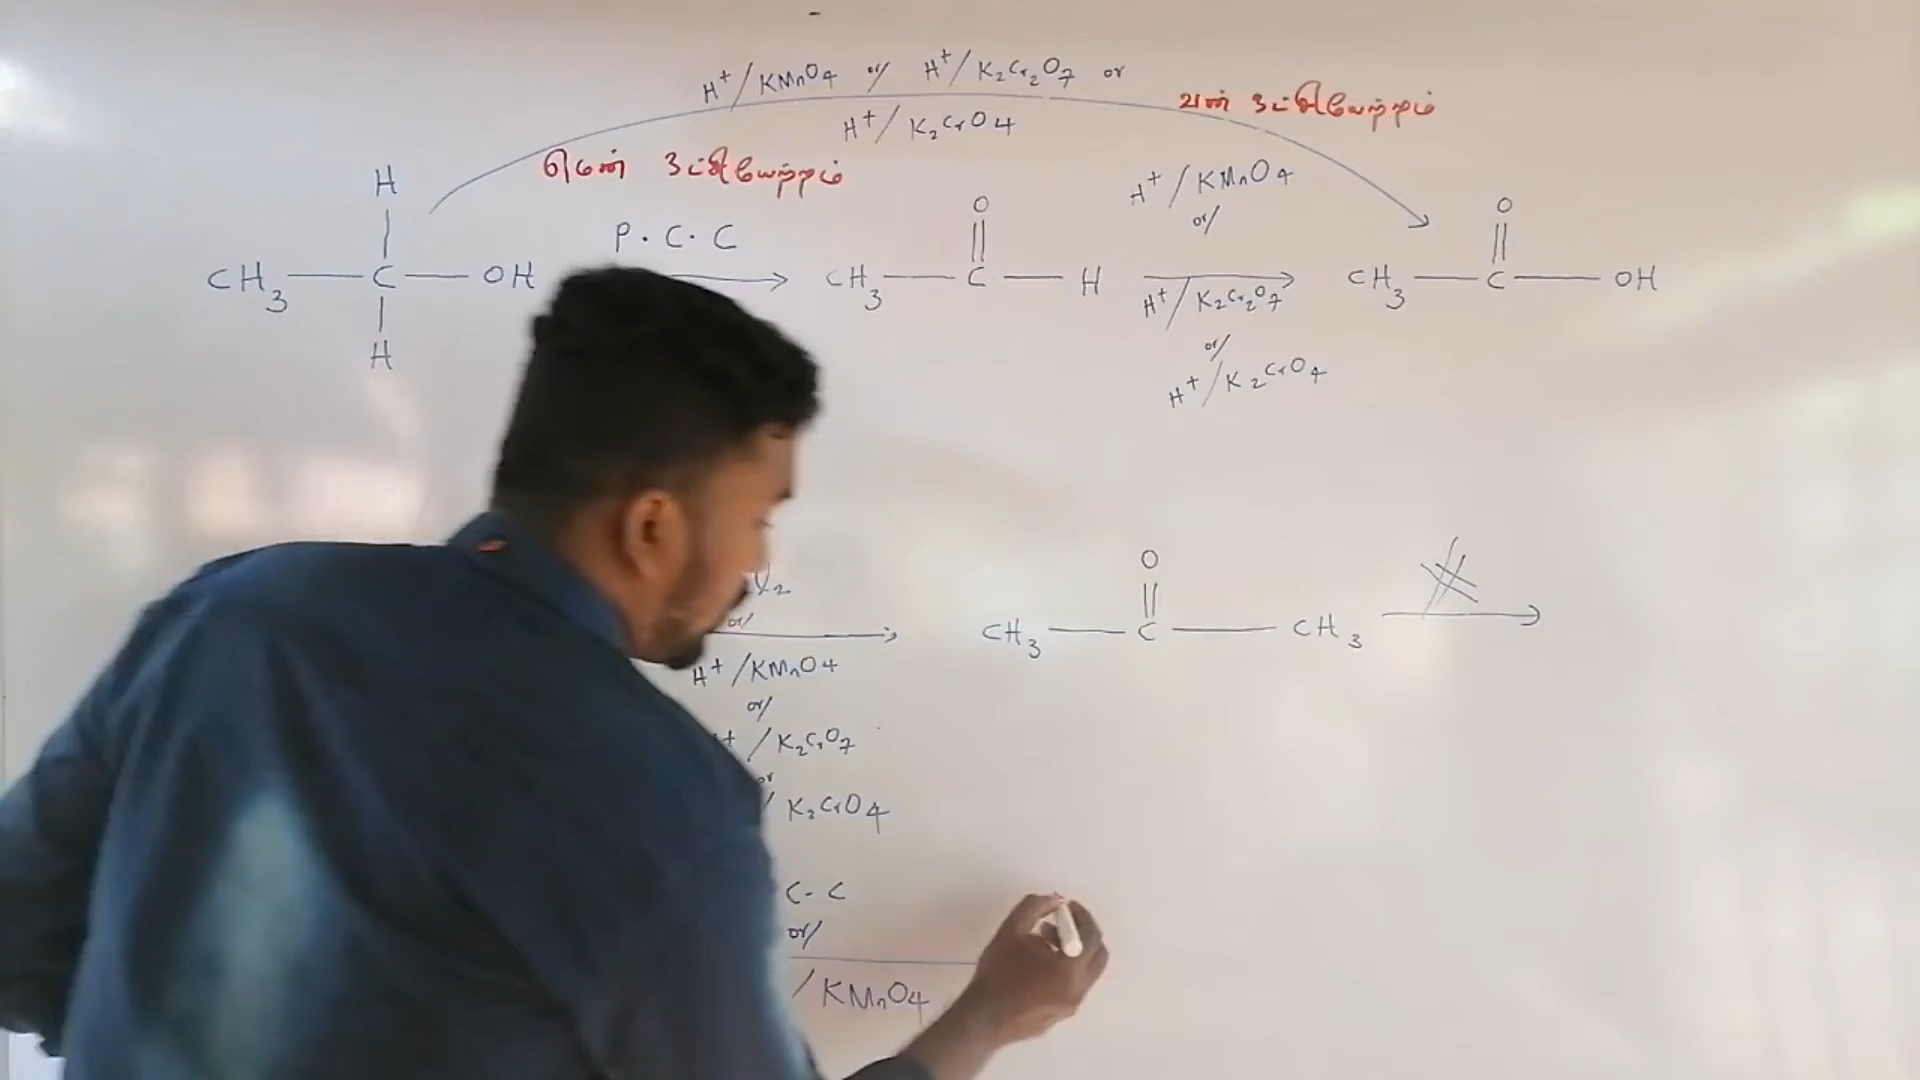 H⁺/KMnO4 or/ H⁺/K₂Cr₂O7 or
H⁺/K₂CrO4
வன் ஒட்சியேற்றம்
மென் ஒட்சியேற்றம்
H⁺/KMnO4
or/
H
O
O
P.C.C
CH₃—C—OH
CH₃—C—H
CH₃—C—OH
H⁺/K₂Cr₂O7
H
or/
H⁺/K₂CrO4
O
or/
CH₃—C—CH₃
H⁺/KMnO4
or/
/K₂Cr₂O7
or
K₂CrO4
C-C
or/
/KMnO4